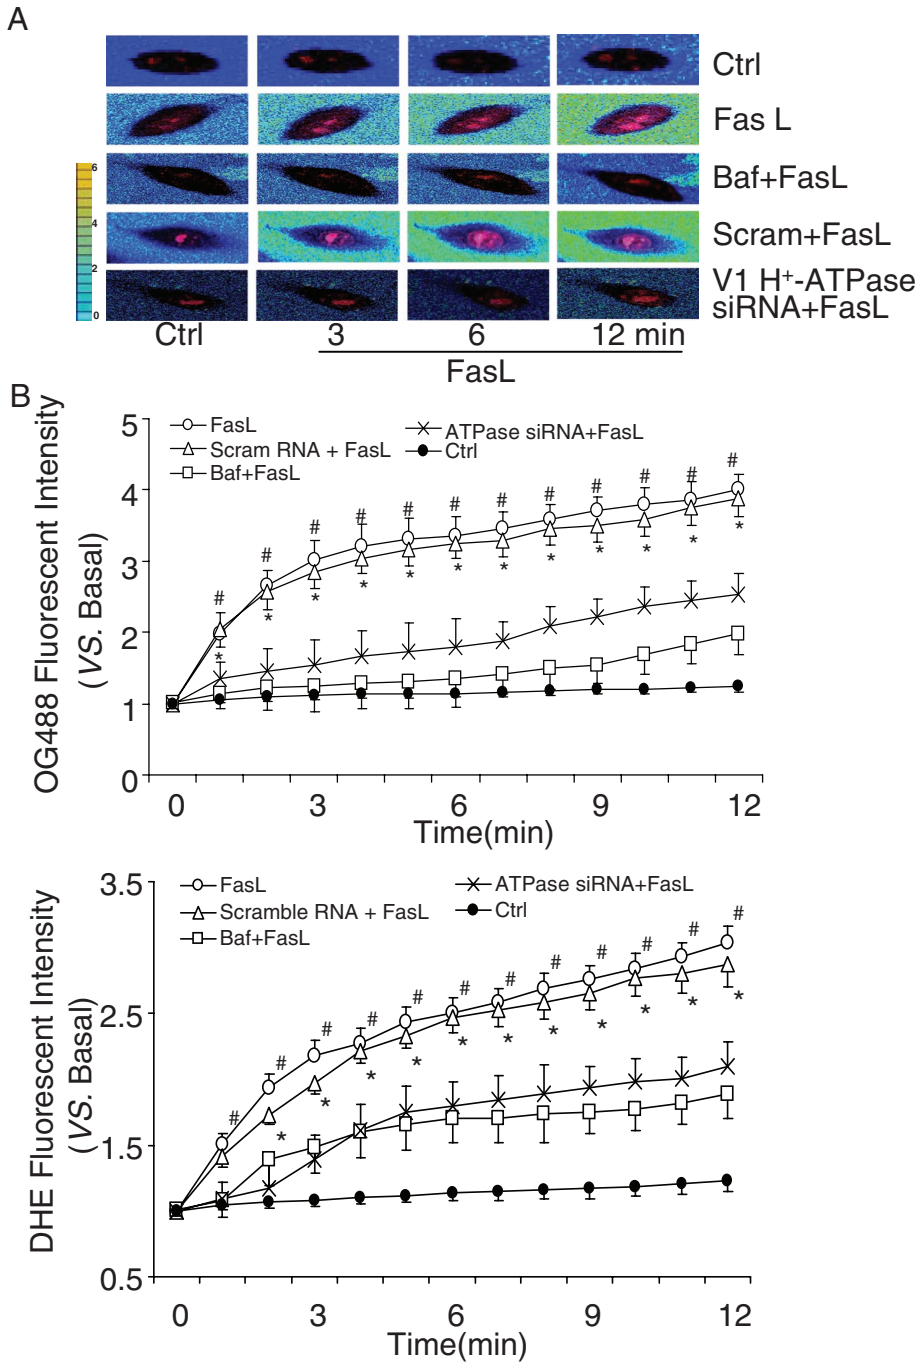 A
Ctrl
Fas L
Baf+FasL
Scram+FasL
V1 H⁺-ATPase
siRNA+FasL
6
4
2
0
Ctrl 3 6 12 min
FasL
B
OG488 Fluorescent Intensity
(VS. Basal)
5
4
3
2
1
0
FasL
Scram RNA + FasL
Baf+FasL
ATPase siRNA+FasL
Ctrl
# # # # # # # # # # # #
* * * * * * * * * * * *
0 3 6 9 12
Time(min)
DHE Fluorescent Intensity
(VS. Basal)
3.5
2.5
1.5
0.5
FasL
Scramble RNA + FasL
Baf+FasL
ATPase siRNA+FasL
Ctrl
# # # # # # # # # # # #
* * * * * * * * * * *
0 3 6 9 12
Time(min)